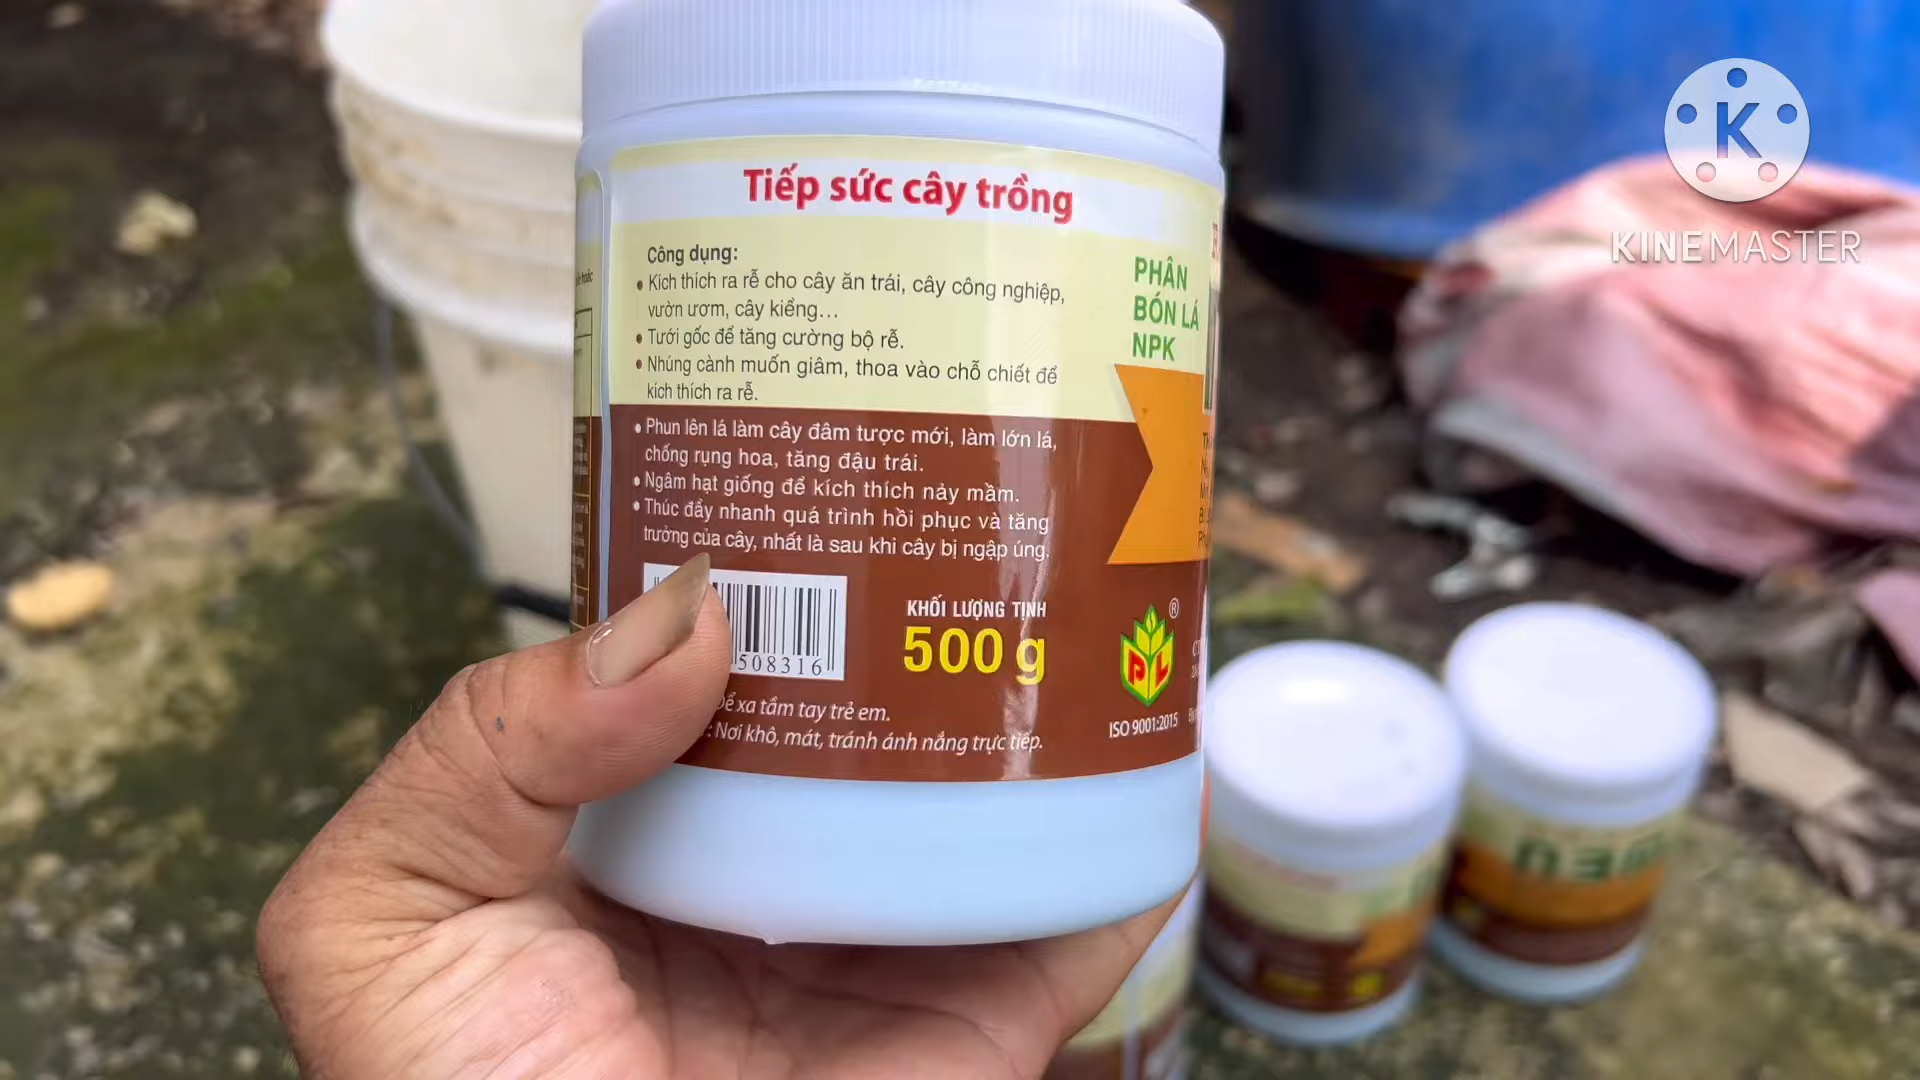 Tiếp sức cây trồng
Công dụng:
• Kích thích ra rễ cho cây ăn trái, cây công nghiệp,
vườn ươm, cây kiểng...
• Tưới gốc để tăng cường bộ rễ.
• Nhúng cành muốn giâm, thoa vào chỗ chiết để
kích thích ra rễ.
• Phun lên lá làm cây đâm tược mới, làm lớn lá,
chống rụng hoa, tăng đậu trái.
• Ngâm hạt giống để kích thích nảy mầm.
• Thúc đẩy nhanh quá trình hồi phục và tăng
trưởng của cây, nhất là sau khi cây bị ngập úng.
508316
KHỐI LƯỢNG TỊNH
500 g
Để xa tầm tay trẻ em.
: Nơi khô, mát, tránh ánh nắng trực tiếp.
PHÂN
BÓN LÁ
NPK
®
PL
ISO 9001:2015
K
KINEMASTER